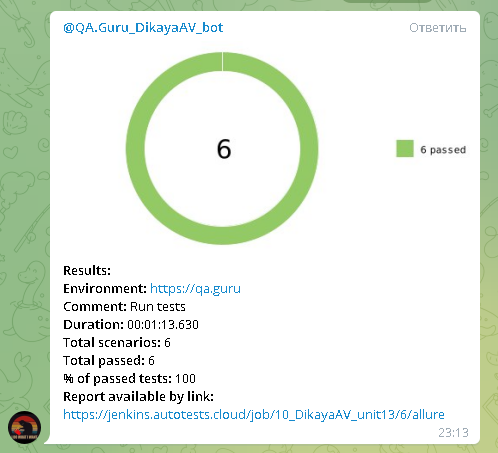 @QA.Guru_DikayaAV_bot
Ответить
6
6 passed
Results:
Environment: https://qa.guru
Comment: Run tests
Duration: 00:01:13.630
Total scenarios: 6
Total passed: 6
% of passed tests: 100
Report available by link:
https://jenkins.autotests.cloud/job/10_DikayaAV_unit13/6/allure
23:13